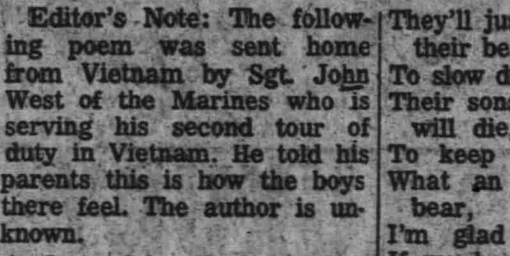 Editor's Note: The follow-
ing poem was sent home
from Vietnam by Sgt. John
West of the Marines who is
serving his second tour of
duty in Vietnam. He told his
parents this is how the boys
there feel. The author is un-
known.
They'll
their
To slow
Their
will die
To keep
What an
bear,
I'm glad